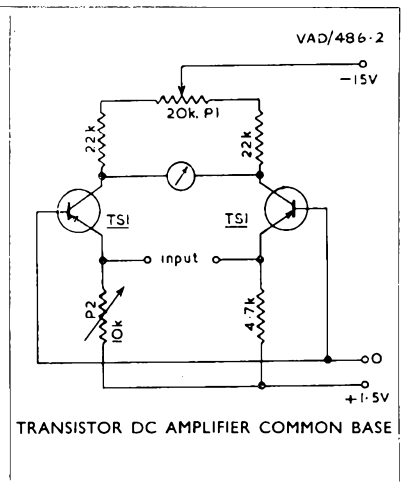 VAD/486·2
−15V
20k. P1
22k
22k
TS1
TS1
input
P2
10k
4·7k
O
+1·5V
TRANSISTOR DC AMPLIFIER COMMON BASE